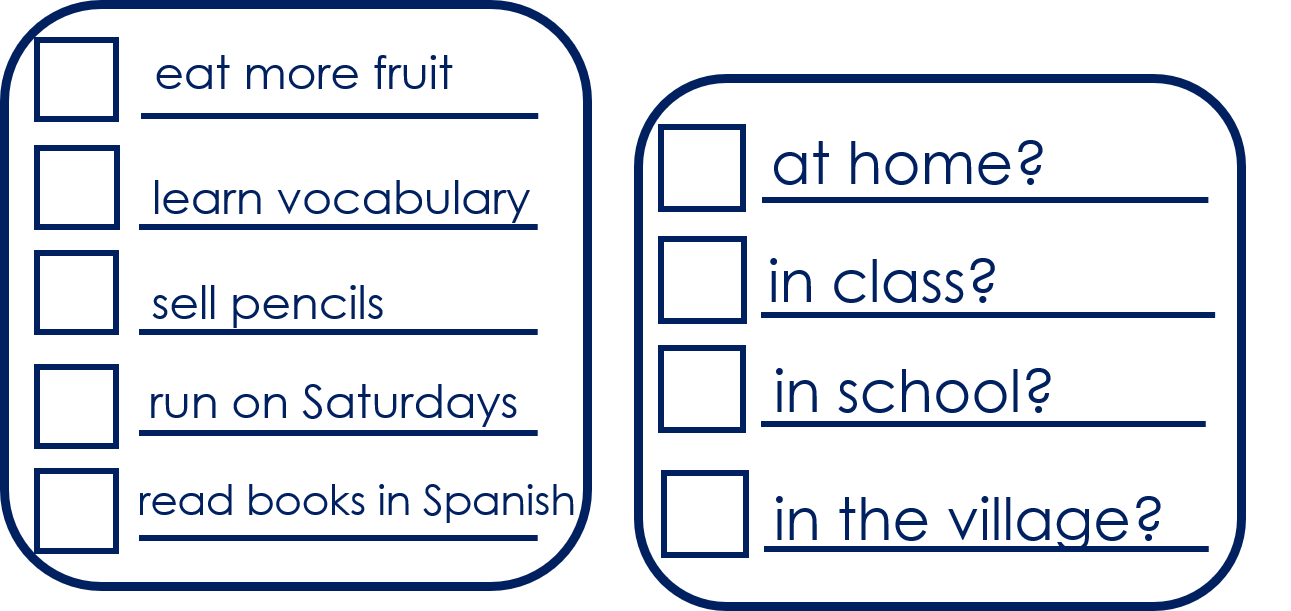 eat more fruit
learn vocabulary
sell pencils
run on Saturdays
read books in Spanish
at home?
in class?
in school?
in the village?